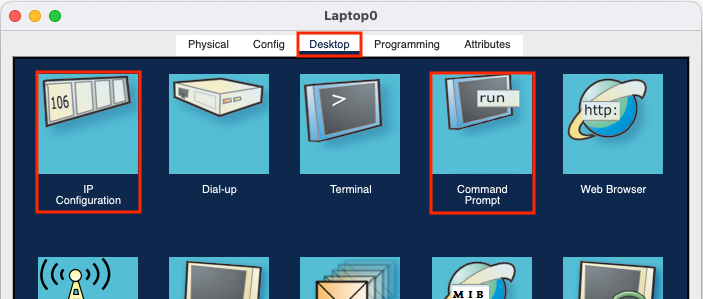 Laptop0
Physical
Config
Desktop
Programming
Attributes
106
>
run
http:
IP
Configuration
Dial-up
Terminal
Command
Prompt
Web Browser
MIB